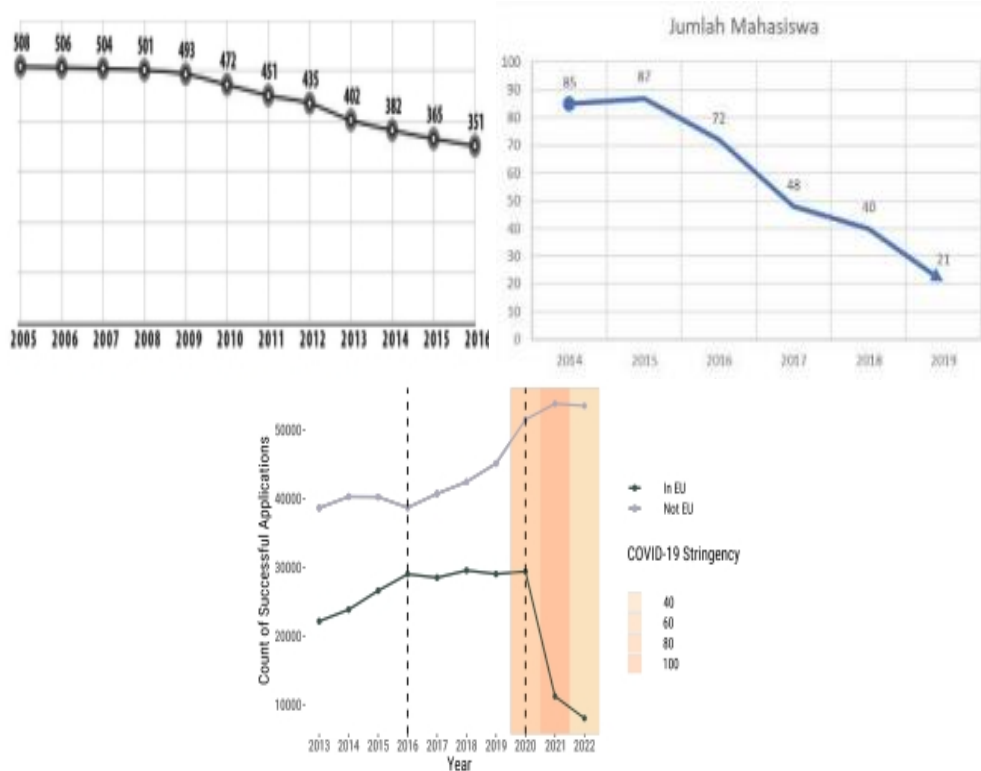 508 506 504 501 493 472 451 435 402 382 365 351
2005 2006 2007 2008 2009 2010 2011 2012 2013 2014 2015 2016
Jumlah Mahasiswa
100
90
80
70
60
50
40
30
20
10
0
85 87 72 48 40 21
2014 2015 2016 2017 2018 2019
Count of Successful Applications
50000
40000
30000
20000
10000
2013 2014 2015 2016 2017 2018 2019 2020 2021 2022
Year
In EU
Not EU
COVID-19 Stringency
40
60
80
100